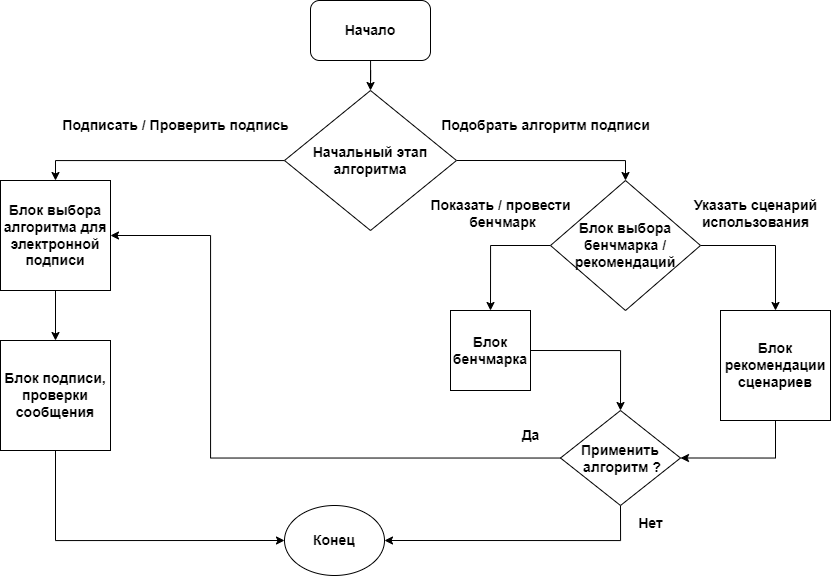 Начало
Подписать / Проверить подпись
Подобрать алгоритм подписи
Начальный этап
алгоритма
Показать / провести
бенчмарк
Указать сценарий
использования
Блок выбора
алгоритма для
электронной
подписи
Блок выбора
бенчмарка /
рекомендаций
Блок
бенчмарка
Блок
рекомендации
сценариев
Блок подписи,
проверки
сообщения
Да
Применить
алгоритм ?
Нет
Конец